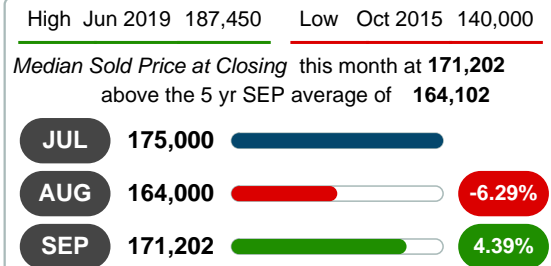 High Jun 2019 187,450 Low Oct 2015 140,000
Median Sold Price at Closing this month at 171,202
above the 5 yr SEP average of 164,102
JUL 175,000
AUG 164,000 -6.29%
SEP 171,202 4.39%